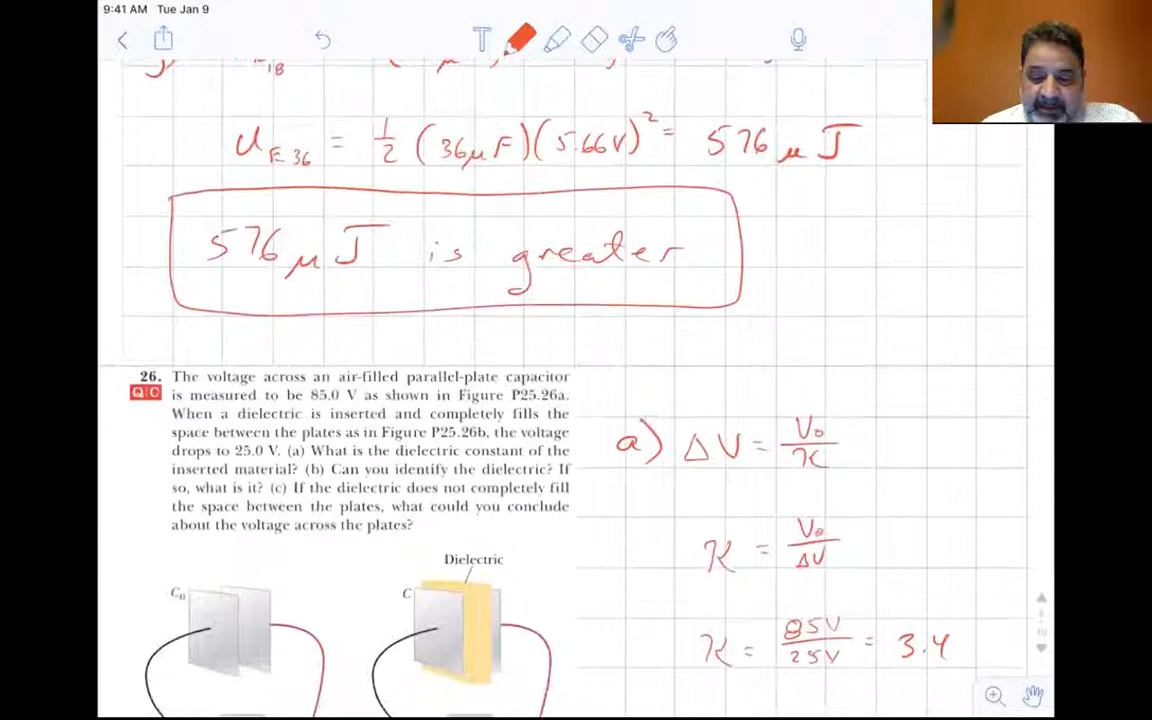 9:41 AM Tue Jan 9
T
18
U_E 36 = 1/2 (36μF)(5.66V)² = 576 μJ
576 μJ is greater
26. The voltage across an air-filled parallel-plate capacitor
Q|C is measured to be 85.0 V as shown in Figure P25.26a.
When a dielectric is inserted and completely fills the
space between the plates as in Figure P25.26b, the voltage
drops to 25.0 V. (a) What is the dielectric constant of the
inserted material? (b) Can you identify the dielectric? If
so, what is it? (c) If the dielectric does not completely fill
the space between the plates, what could you conclude
about the voltage across the plates?
a) ΔV = V₀/κ
κ = V₀/ΔV
κ = 85V/25V = 3.4
Dielectric
C₀
C